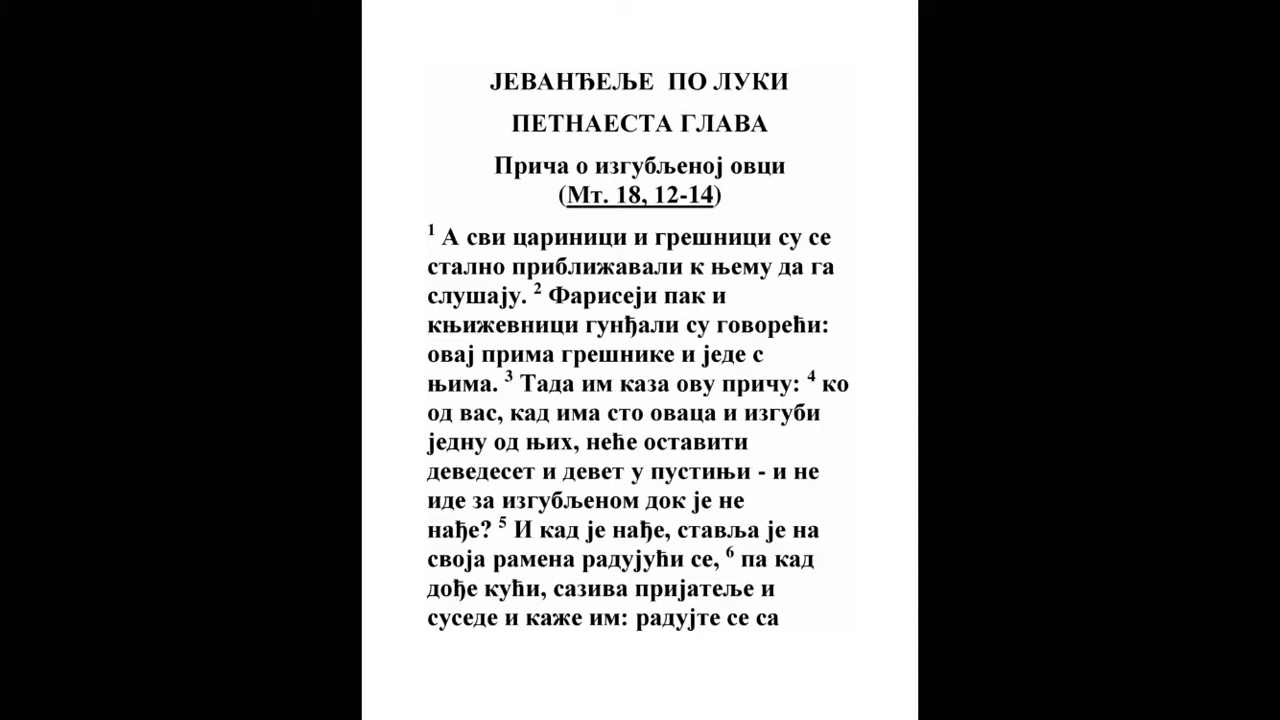 ЈЕВАНЂЕЉЕ ПО ЛУКИ
ПЕТНАЕСТА ГЛАВА
Прича о изгубљеној овци
(Мт. 18, 12-14)
1 А сви цариници и грешници су се
стално приближавали к њему да га
слушају. 2 Фарисеји пак и
књижевници гунђали су говорећи:
овај прима грешнике и једе с
њима. 3 Тада им каза ову причу: 4 ко
од вас, кад има сто оваца и изгуби
једну од њих, неће оставити
деведесет и девет у пустињи - и не
иде за изгубљеном док је не
нађе? 5 И кад је нађе, ставља је на
своја рамена радујући се, 6 па кад
дође кући, сазива пријатеље и
суседе и каже им: радујте се са